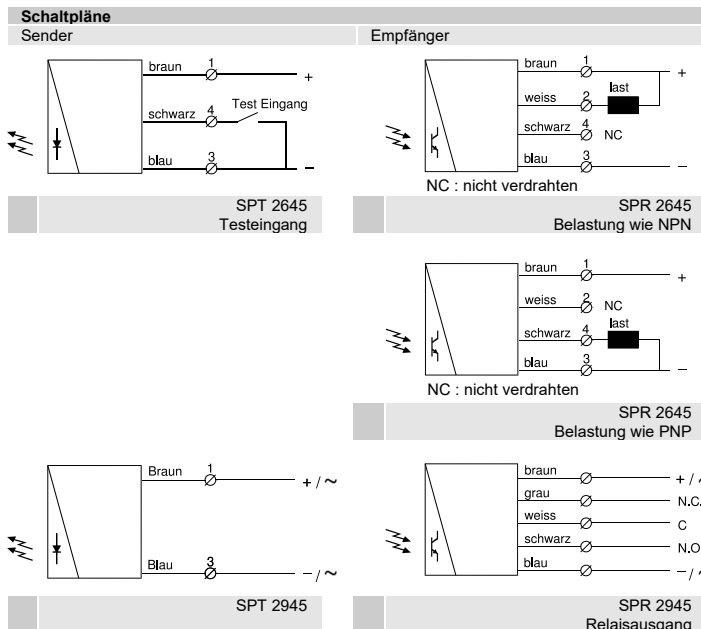 Schaltpläne
Sender
Empfänger
braun 1 +
schwarz 4 Test Eingang
blau 3 –
SPT 2645
Testeingang
braun 1 +
weiss 2 last
schwarz 4 NC
blau 3 –
NC : nicht verdrahten
SPR 2645
Belastung wie NPN
braun 1 +
weiss 2 NC
schwarz 4 last
blau 3 –
NC : nicht verdrahten
SPR 2645
Belastung wie PNP
Braun 1 + / ~
Blau 3 – / ~
SPT 2945
braun + / ~
grau N.C.
weiss C
schwarz N.O
blau – / ~
SPR 2945
Relaisausgang